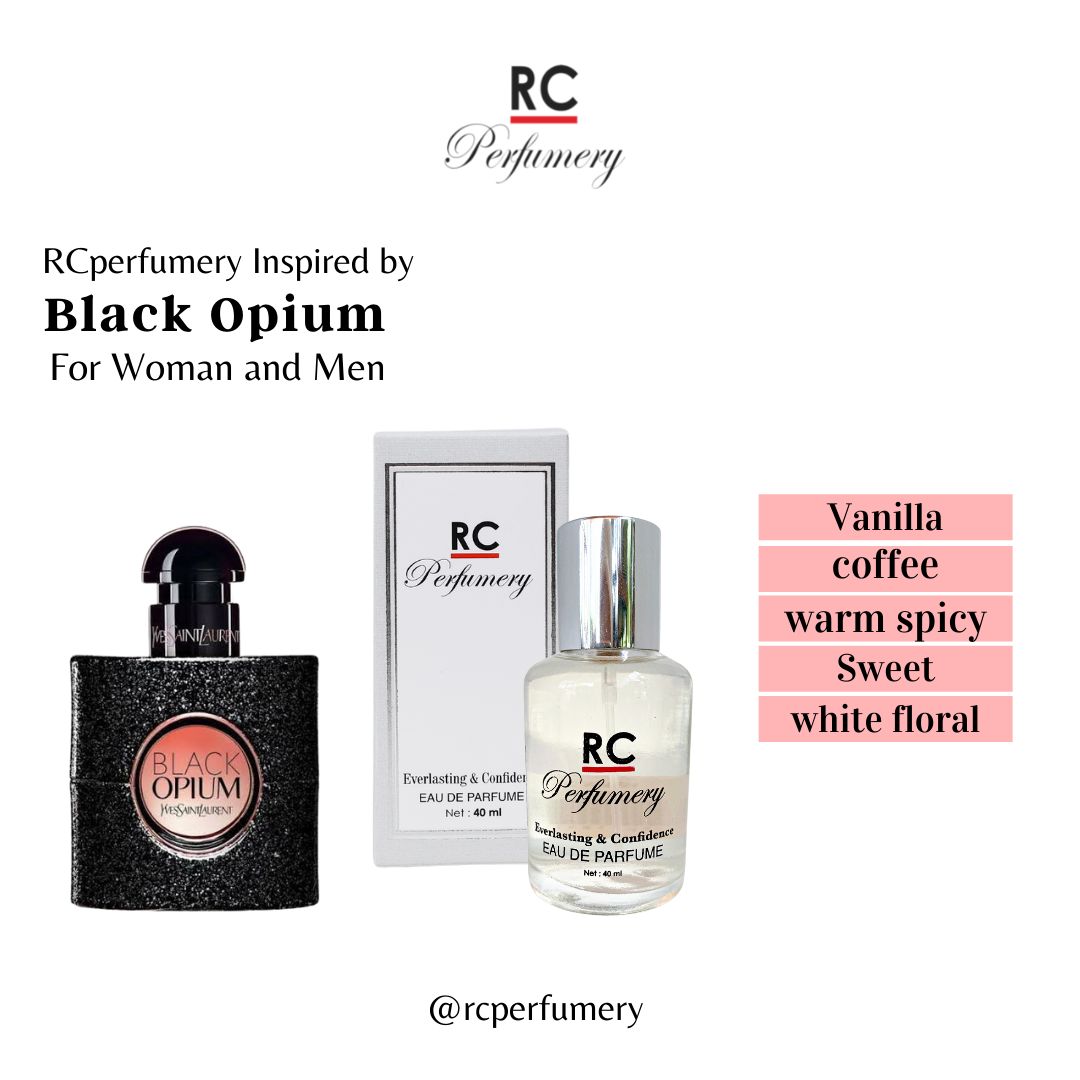 RC
Perfumery
RCperfumery Inspired by
Black Opium
For Woman and Men
YVESSAINTLAURENT
BLACK
OPIUM
YVESSAINTLAURENT
RC
Perfumery
Everlasting & Confiden
EAU DE PARFUME
Net : 40 ml
RC
Perfumery
Everlasting & Confidence
EAU DE PARFUME
Net : 40 ml
Vanilla
coffee
warm spicy
Sweet
white floral
@rcperfumery